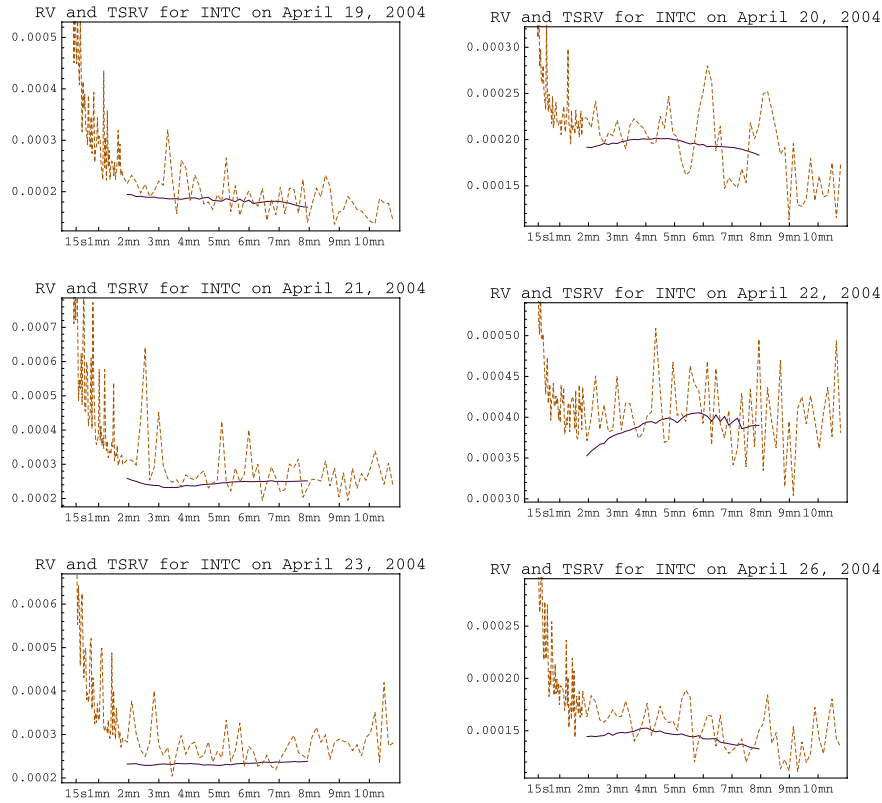 RV and TSRV for INTC on April 19, 2004
0.0005
0.0004
0.0003
0.0002
15s1mn 2mn 3mn 4mn 5mn 6mn 7mn 8mn 9mn 10mn
RV and TSRV for INTC on April 20, 2004
0.00030
0.00025
0.00020
0.00015
15s1mn 2mn 3mn 4mn 5mn 6mn 7mn 8mn 9mn 10mn
RV and TSRV for INTC on April 21, 2004
0.0007
0.0006
0.0005
0.0004
0.0003
0.0002
15s1mn 2mn 3mn 4mn 5mn 6mn 7mn 8mn 9mn 10mn
RV and TSRV for INTC on April 22, 2004
0.00050
0.00045
0.00040
0.00035
0.00030
15s1mn 2mn 3mn 4mn 5mn 6mn 7mn 8mn 9mn 10mn
RV and TSRV for INTC on April 23, 2004
0.0006
0.0005
0.0004
0.0003
0.0002
15s1mn 2mn 3mn 4mn 5mn 6mn 7mn 8mn 9mn 10mn
RV and TSRV for INTC on April 26, 2004
0.00025
0.00020
0.00015
15s1mn 2mn 3mn 4mn 5mn 6mn 7mn 8mn 9mn 10mn